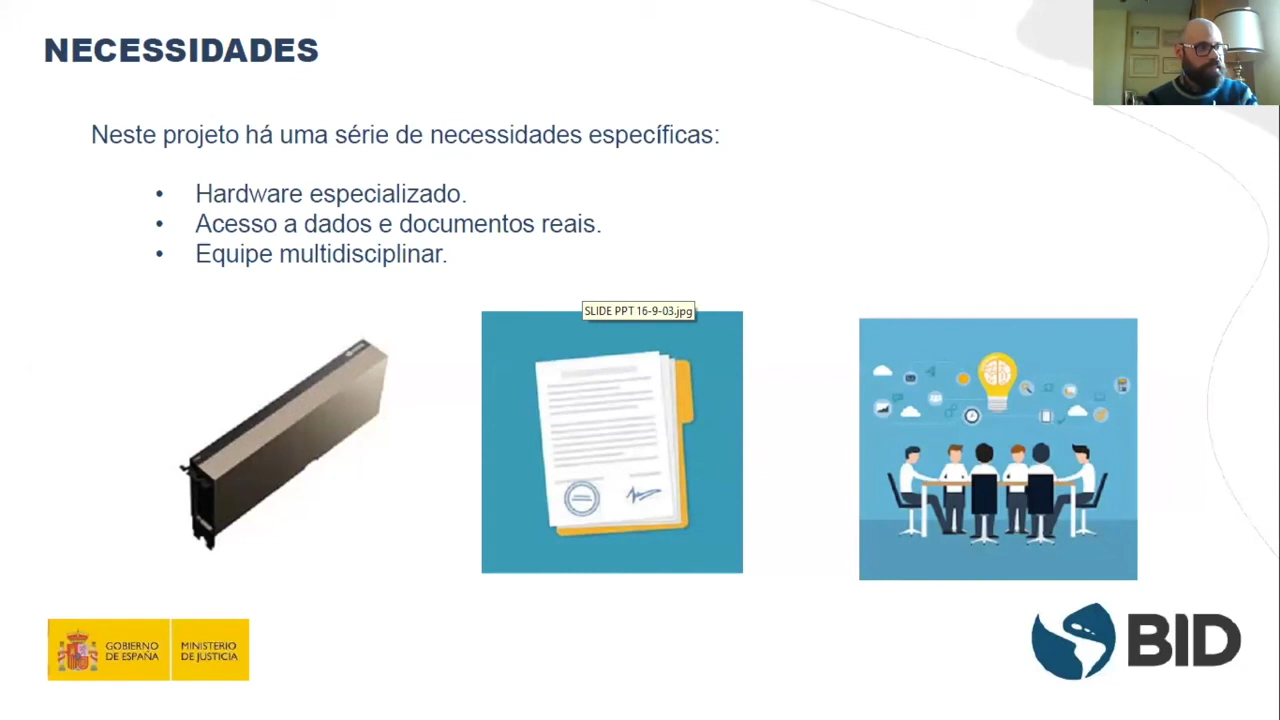 NECESSIDADES
Neste projeto há uma série de necessidades específicas:
• Hardware especializado.
• Acesso a dados e documentos reais.
• Equipe multidisciplinar.
SLIDE PPT 16-9-03.jpg
GOBIERNO
DE ESPAÑA
MINISTERIO
DE JUSTICIA
BID